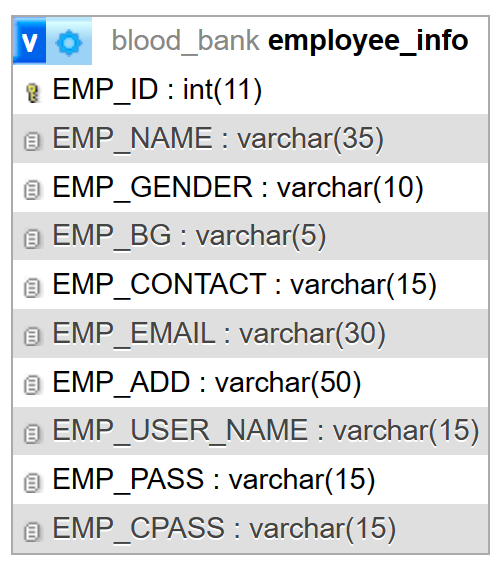 v blood_bank employee_info
EMP_ID : int(11)
EMP_NAME : varchar(35)
EMP_GENDER : varchar(10)
EMP_BG : varchar(5)
EMP_CONTACT : varchar(15)
EMP_EMAIL : varchar(30)
EMP_ADD : varchar(50)
EMP_USER_NAME : varchar(15)
EMP_PASS : varchar(15)
EMP_CPASS : varchar(15)